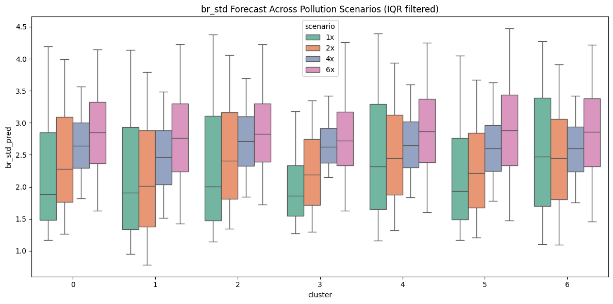 br_std Forecast Across Pollution Scenarios (IQR filtered)
scenario
1x
2x
4x
6x
br_std_pred
4.5
4.0
3.5
3.0
2.5
2.0
1.5
1.0
0 1 2 3 4 5 6
cluster